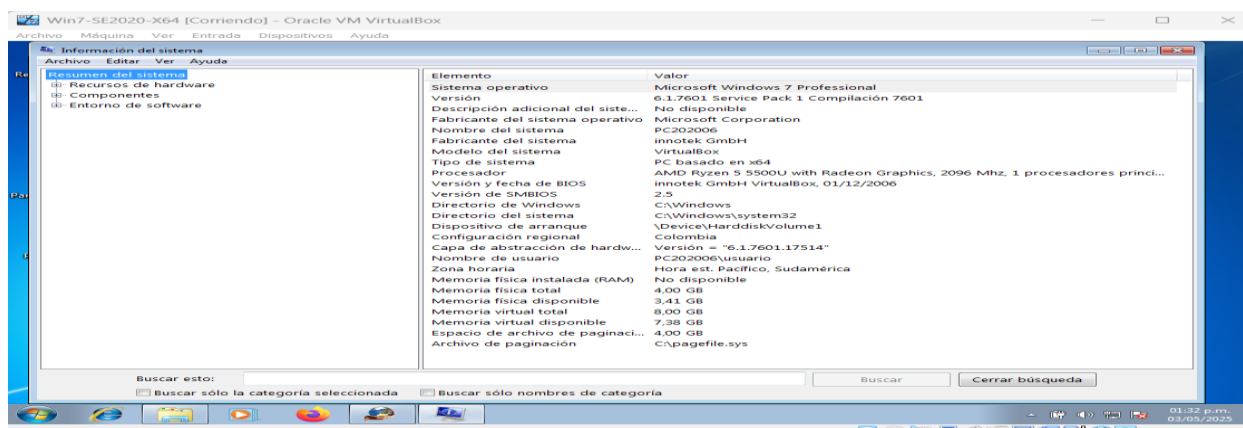 Win7-SE2020-X64 [Corriendo] - Oracle VM VirtualBox
Archivo Máquina Ver Entrada Dispositivos Ayuda
Información del sistema
Archivo Editar Ver Ayuda
Resumen del sistema
Recursos de hardware
Componentes
Entorno de software
Elemento Valor
Sistema operativo Microsoft Windows 7 Professional
Versión 6.1.7601 Service Pack 1 Compilación 7601
Descripción adicional del siste... No disponible
Fabricante del sistema operativo Microsoft Corporation
Nombre del sistema PC202006
Fabricante del sistema innotek GmbH
Modelo del sistema VirtualBox
Tipo de sistema PC basado en x64
Procesador AMD Ryzen 5 5500U with Radeon Graphics, 2096 Mhz, 1 procesadores princi...
Versión y fecha de BIOS innotek GmbH VirtualBox, 01/12/2006
Versión de SMBIOS 2.5
Directorio de Windows C:\Windows
Directorio del sistema C:\Windows\system32
Dispositivo de arranque \Device\HarddiskVolume1
Configuración regional Colombia
Capa de abstracción de hardw... Versión = "6.1.7601.17514"
Nombre de usuario PC202006\usuario
Zona horaria Hora est. Pacífico, Sudamérica
Memoria física instalada (RAM) No disponible
Memoria física total 4,00 GB
Memoria física disponible 3,41 GB
Memoria virtual total 8,00 GB
Memoria virtual disponible 7,38 GB
Espacio de archivo de paginaci... 4,00 GB
Archivo de paginación C:\pagefile.sys
Buscar esto: Buscar Cerrar búsqueda
Buscar sólo la categoría seleccionada Buscar sólo nombres de categoría
01:32 p.m.
03/05/2025